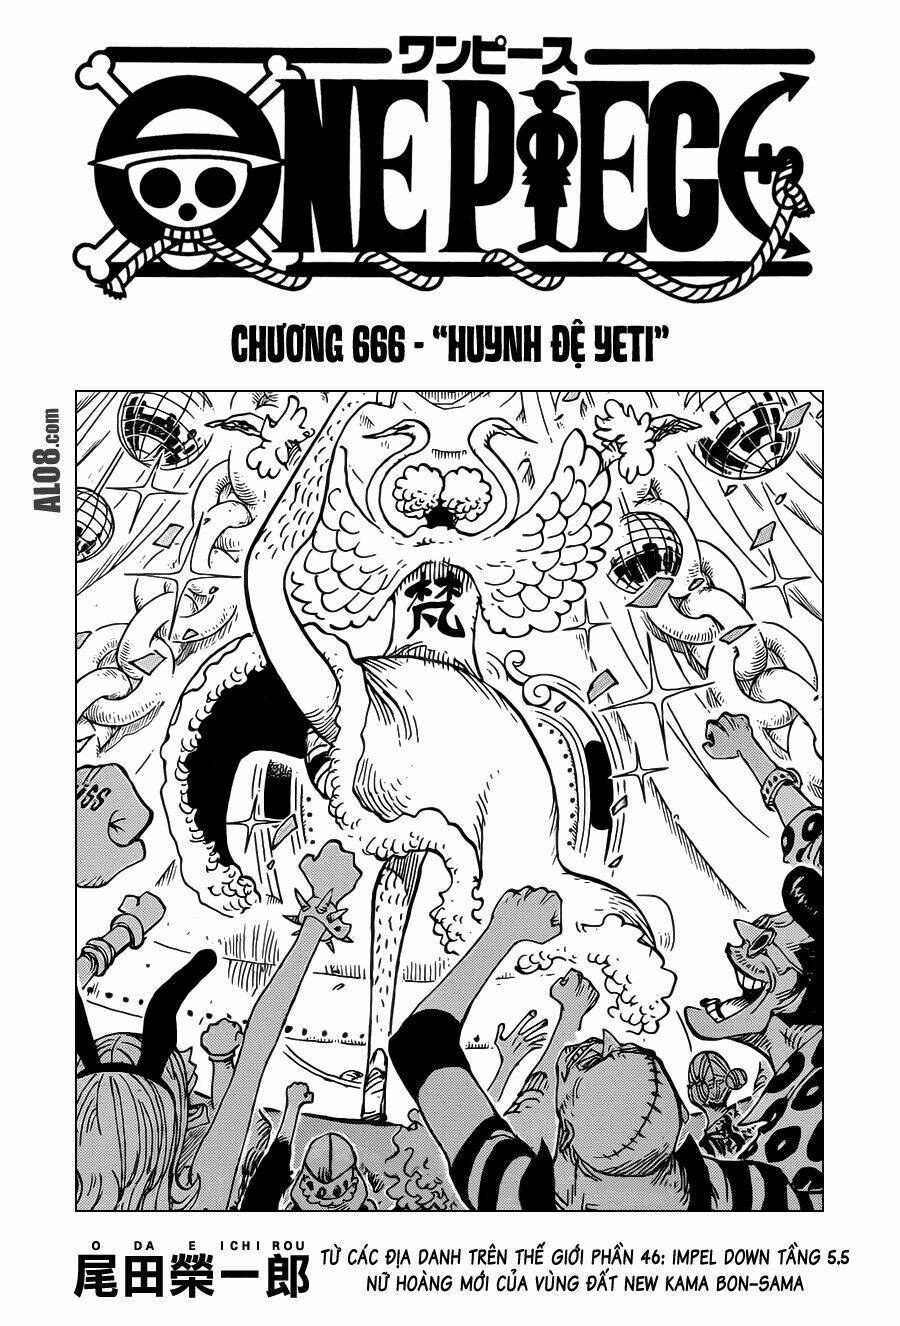 ワンピース
ONE PIECE
CHƯƠNG 666 - “HUYNH ĐỆ YETI”
ALO8.com
梵
O DA E ICHI ROU
尾田榮一郎
TỪ CÁC ĐỊA DANH TRÊN THẾ GIỚI PHẦN 46: IMPEL DOWN TẦNG 5.5
NỮ HOÀNG MỚI CỦA VÙNG ĐẤT NEW KAMA BON-SAMA